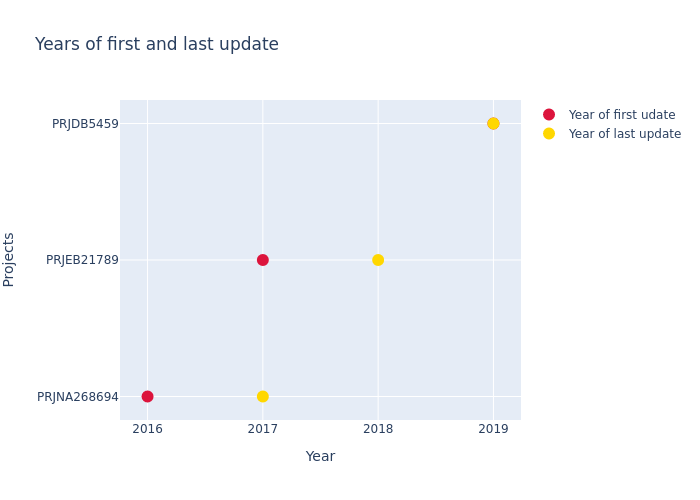 Years of first and last update
Year of first udate
Year of last update
PRJDB5459
PRJEB21789
PRJNA268694
Projects
2016 2017 2018 2019
Year